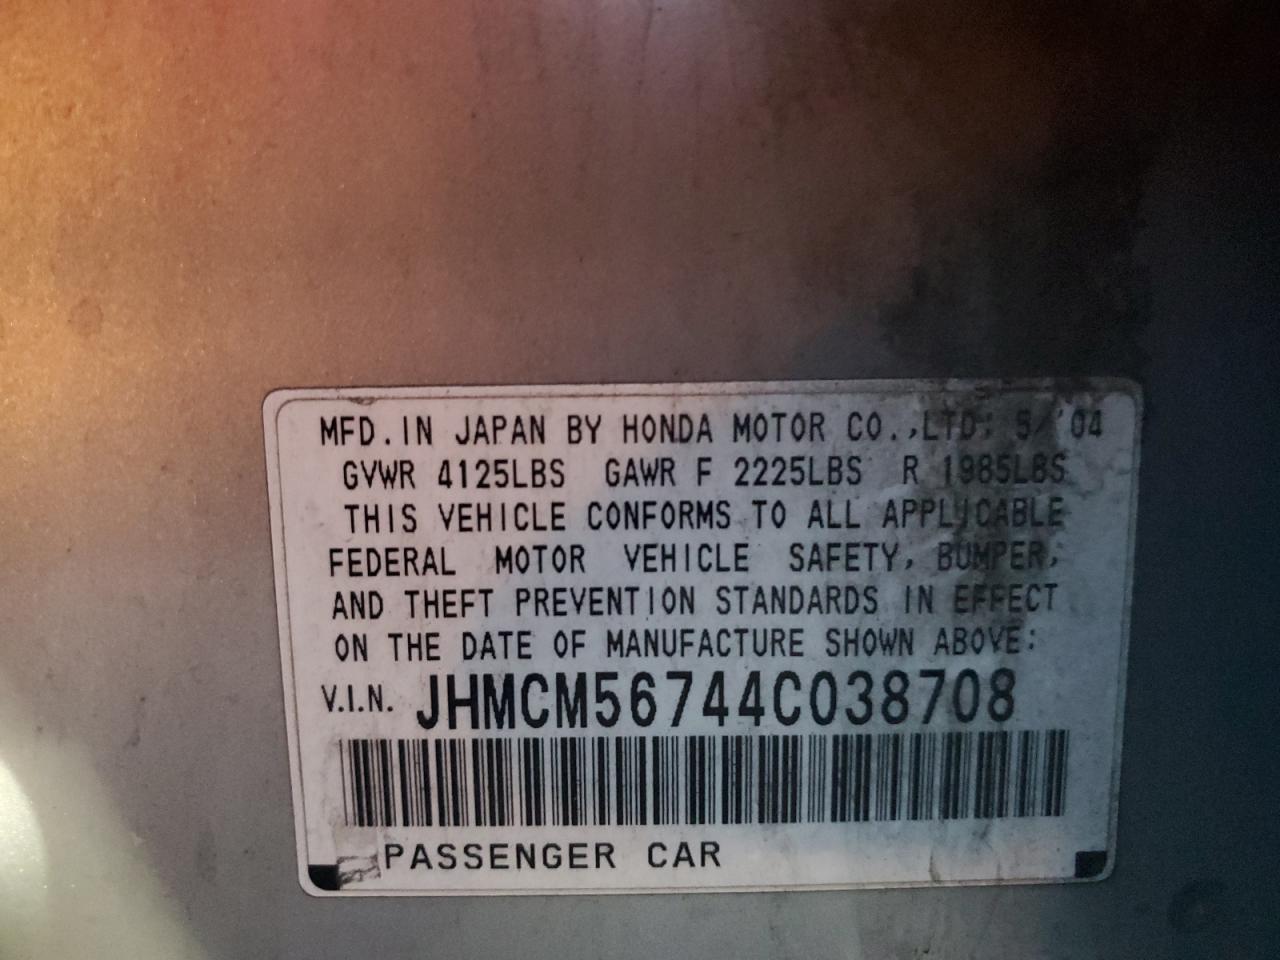 MFD. IN JAPAN BY HONDA MOTOR CO., LTD; 5/'04
GVWR 4125LBS GAWR F 2225LBS R 1985LBS
THIS VEHICLE CONFORMS TO ALL APPLICABLE
FEDERAL MOTOR VEHICLE SAFETY, BUMPER,
AND THEFT PREVENTION STANDARDS IN EFFECT
ON THE DATE OF MANUFACTURE SHOWN ABOVE:
V.I.N. JHMCM56744C038708
PASSENGER CAR